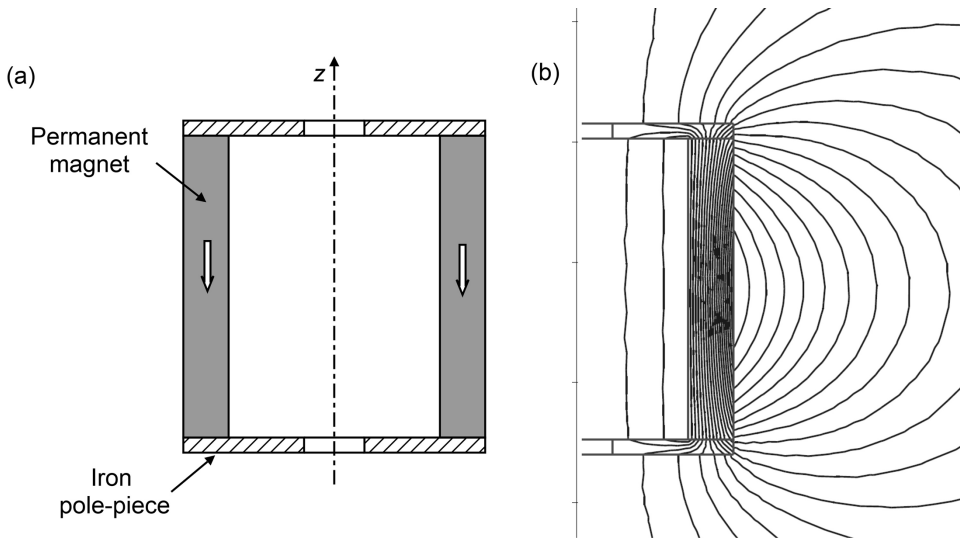 (a)
z
(b)
Permanent
magnet
Iron
pole-piece